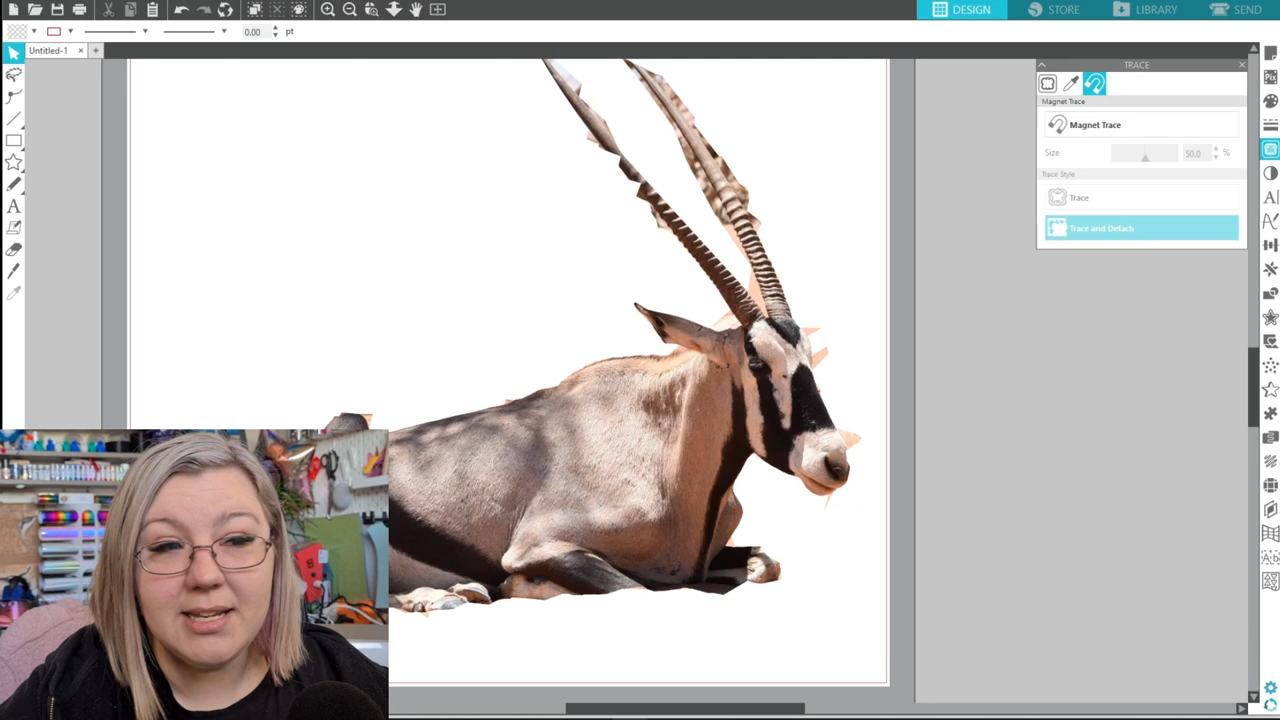 DESIGN STORE LIBRARY SEND
0.00 pt
Untitled-1 × +
TRACE
Magnet Trace
Magnet Trace
Size 50.0 %
Trace Style
Trace
Trace and Detach